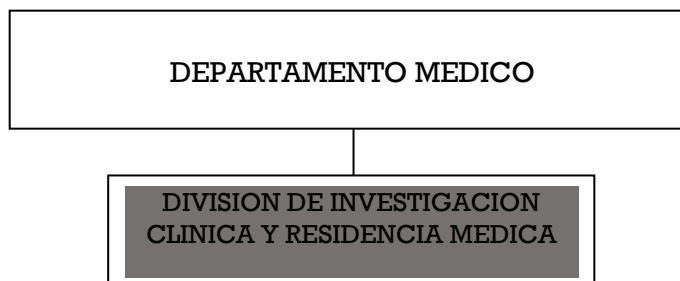 DEPARTAMENTO MEDICO
DIVISION DE INVESTIGACION
CLINICA Y RESIDENCIA MEDICA